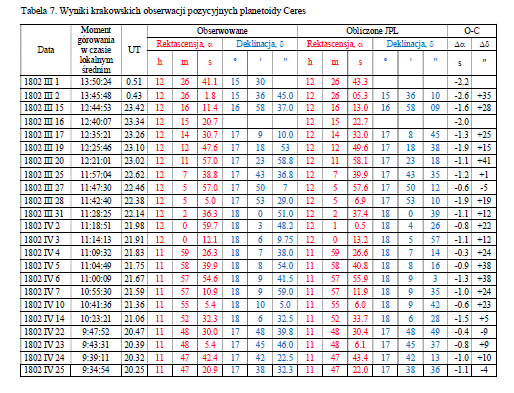 Tabela 7. Wyniki krakowskich obserwacji pozycyjnych planetoidy Ceres
Data Moment górowania w czasie lokalnym średnim UT Obserwowane Obliczone JPL O-C
Rektascensja, α Deklinacja, δ Rektascensja, α Deklinacja, δ Δα Δδ
h m s ° ′ ″ h m s ° ′ ″ s ″
1802 III 1 13:50:24 0.51 12 26 41.1 15 30 12 26 43.3 -2.2
1802 III 2 13:45:48 0.43 12 26 1.8 15 36 45.0 12 26 05.3 15 36 10 -2.6 +35
1802 III 15 12:44:53 23.42 12 16 11.4 16 58 37.0 12 16 13.0 16 58 09 -1.6 +28
1802 III 16 12:40:07 23.34 12 15 20.7 12 15 22.7 -2.0
1802 III 17 12:35:21 23.26 12 14 30.7 17 9 10.0 12 14 32.0 17 8 45 -1.3 +25
1802 III 19 12:25:46 23.10 12 12 47.6 17 18 53 12 12 49.6 17 18 38 -1.9 +15
1802 III 20 12:21:01 23.02 12 11 57.0 17 23 58.8 12 11 58.1 17 23 18 -1.1 +41
1802 III 25 11:57:04 22.62 12 7 38.8 17 43 36.8 12 7 39.9 17 43 35 -1.2 +1
1802 III 27 11:47:30 22.46 12 5 57.0 17 50 7 12 5 57.6 17 50 12 -0.6 -5
1802 III 28 11:42:40 22.38 12 5 5.0 17 53 29.0 12 5 6.9 17 53 10 -1.9 +19
1802 III 31 11:28:25 22.14 12 2 36.3 18 0 51.0 12 2 37.4 18 0 39 -1.1 +12
1802 IV 2 11:18:51 21.98 12 0 59.7 18 3 48.2 12 1 0.5 18 4 26 -0.8 +22
1802 IV 3 11:14:13 21.91 12 0 12.1 18 6 9.75 12 0 13.2 18 5 57 -1.1 +12
1802 IV 4 11:09:32 21.83 11 59 26.3 18 7 38.0 11 59 26.6 18 7 14 -0.3 +24
1802 IV 5 11:04:49 21.75 11 58 39.9 18 8 54.0 11 58 40.8 18 8 16 -0.9 +38
1802 IV 6 11:00:09 21.67 11 57 54.6 18 9 41.5 11 57 55.9 18 9 3 -1.3 +38
1802 IV 7 10:55:30 21.59 11 57 10.9 18 9 59.0 11 57 11.9 18 9 35 -1.0 +24
1802 IV 10 10:41:36 21.36 11 55 5.4 18 10 5.0 11 55 6.0 18 9 42 -0.6 +23
1802 IV 14 10:23:21 21.06 11 52 32.3 18 6 32.5 11 52 33.7 18 6 28 -1.5 +5
1802 IV 22 9:47:52 20.47 11 48 30.0 17 48 39.8 11 48 30.4 17 48 49 -0.4 -9
1802 IV 23 9:43:31 20.39 11 48 5.4 17 45 46.0 11 48 6.1 17 45 37 -0.8 +9
1802 IV 24 9:39:11 20.32 11 47 42.4 17 42 22.5 11 47 43.4 17 42 13 -1.0 +10
1802 IV 25 9:34:54 20.25 11 47 20.9 17 38 32.3 11 47 22.0 17 38 36 -1.1 -4